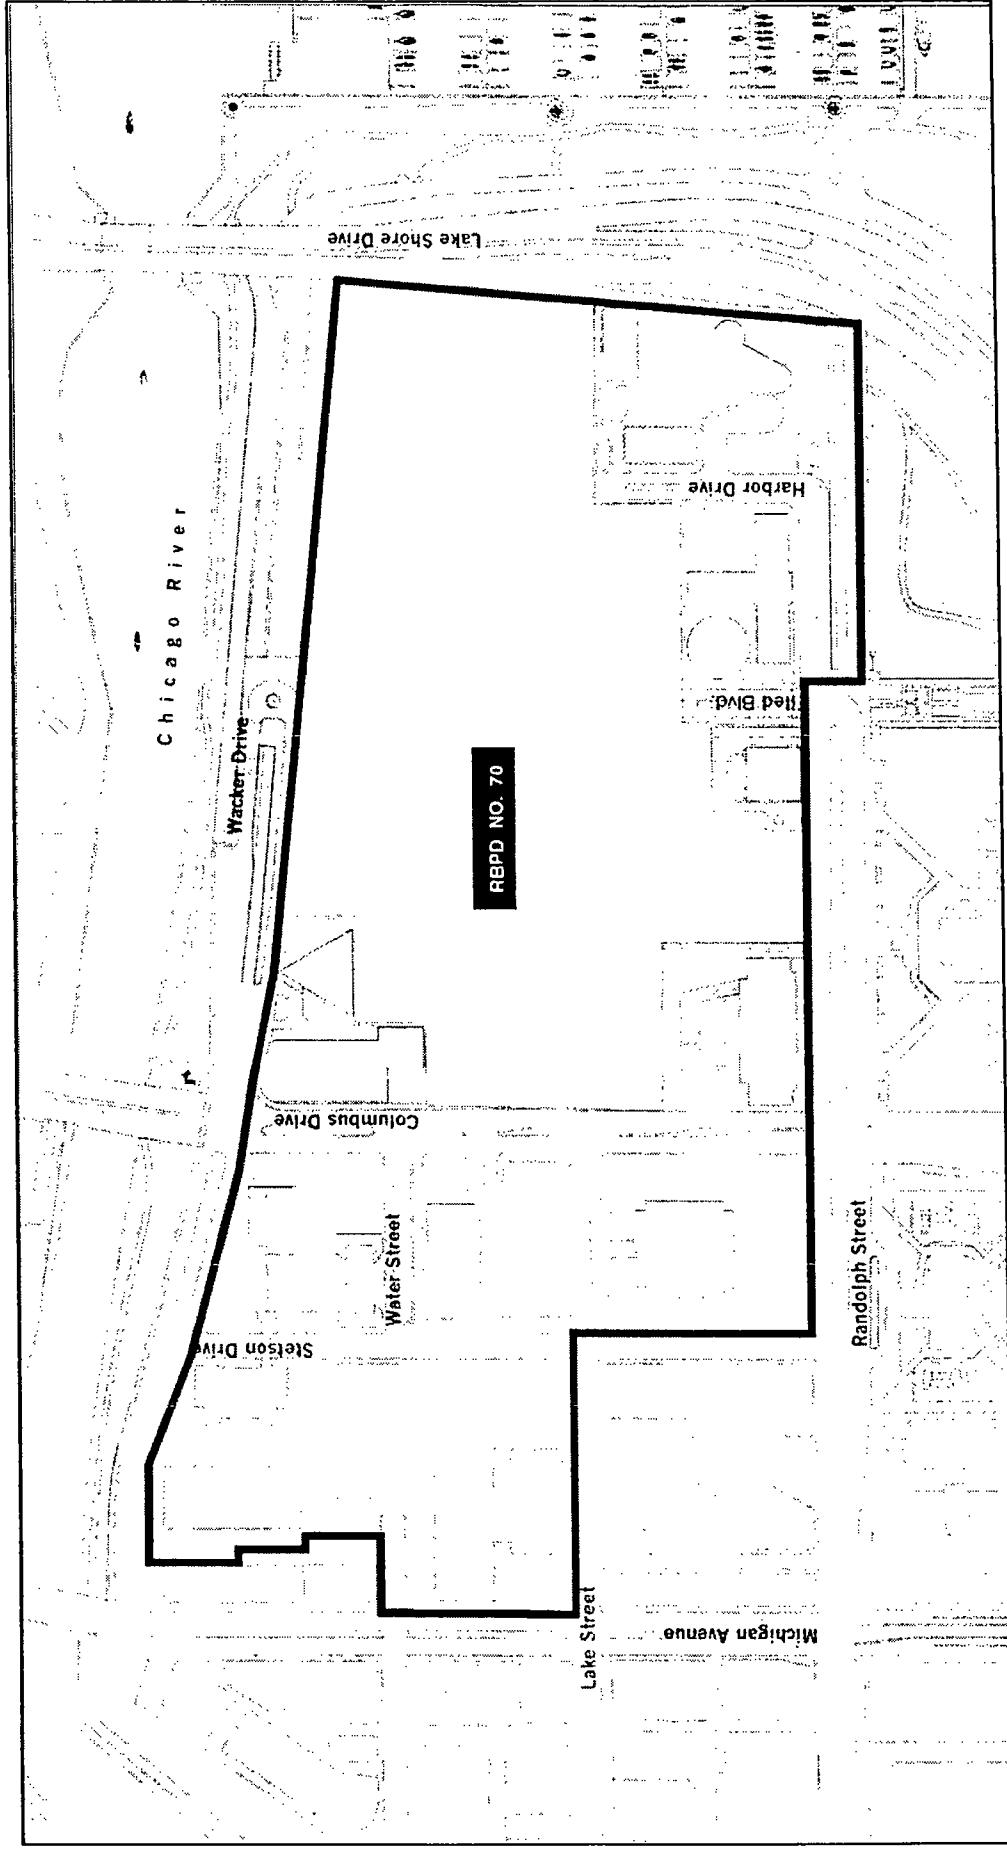 Chicago River
Lake Shore Drive
Wacker Drive
Harbor Drive
RBPD NO. 70
Blvd.
Columbus Drive
Water Street
Stetson Drive
Randolph Street
Lake Street
Michigan Avenue